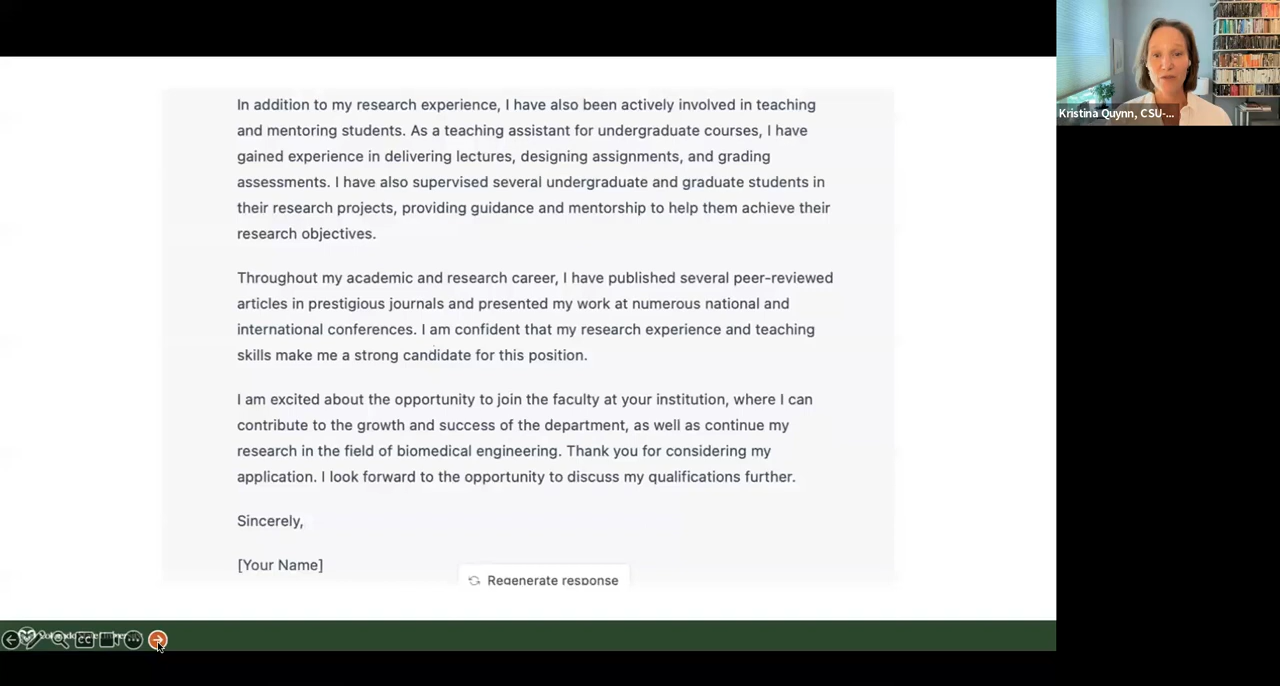 In addition to my research experience, I have also been actively involved in teaching
and mentoring students. As a teaching assistant for undergraduate courses, I have
gained experience in delivering lectures, designing assignments, and grading
assessments. I have also supervised several undergraduate and graduate students in
their research projects, providing guidance and mentorship to help them achieve their
research objectives.
Throughout my academic and research career, I have published several peer-reviewed
articles in prestigious journals and presented my work at numerous national and
international conferences. I am confident that my research experience and teaching
skills make me a strong candidate for this position.
I am excited about the opportunity to join the faculty at your institution, where I can
contribute to the growth and success of the department, as well as continue my
research in the field of biomedical engineering. Thank you for considering my
application. I look forward to the opportunity to discuss my qualifications further.
Sincerely,
[Your Name]
Regenerate response
Kristina Quynn, CSU-...
CC